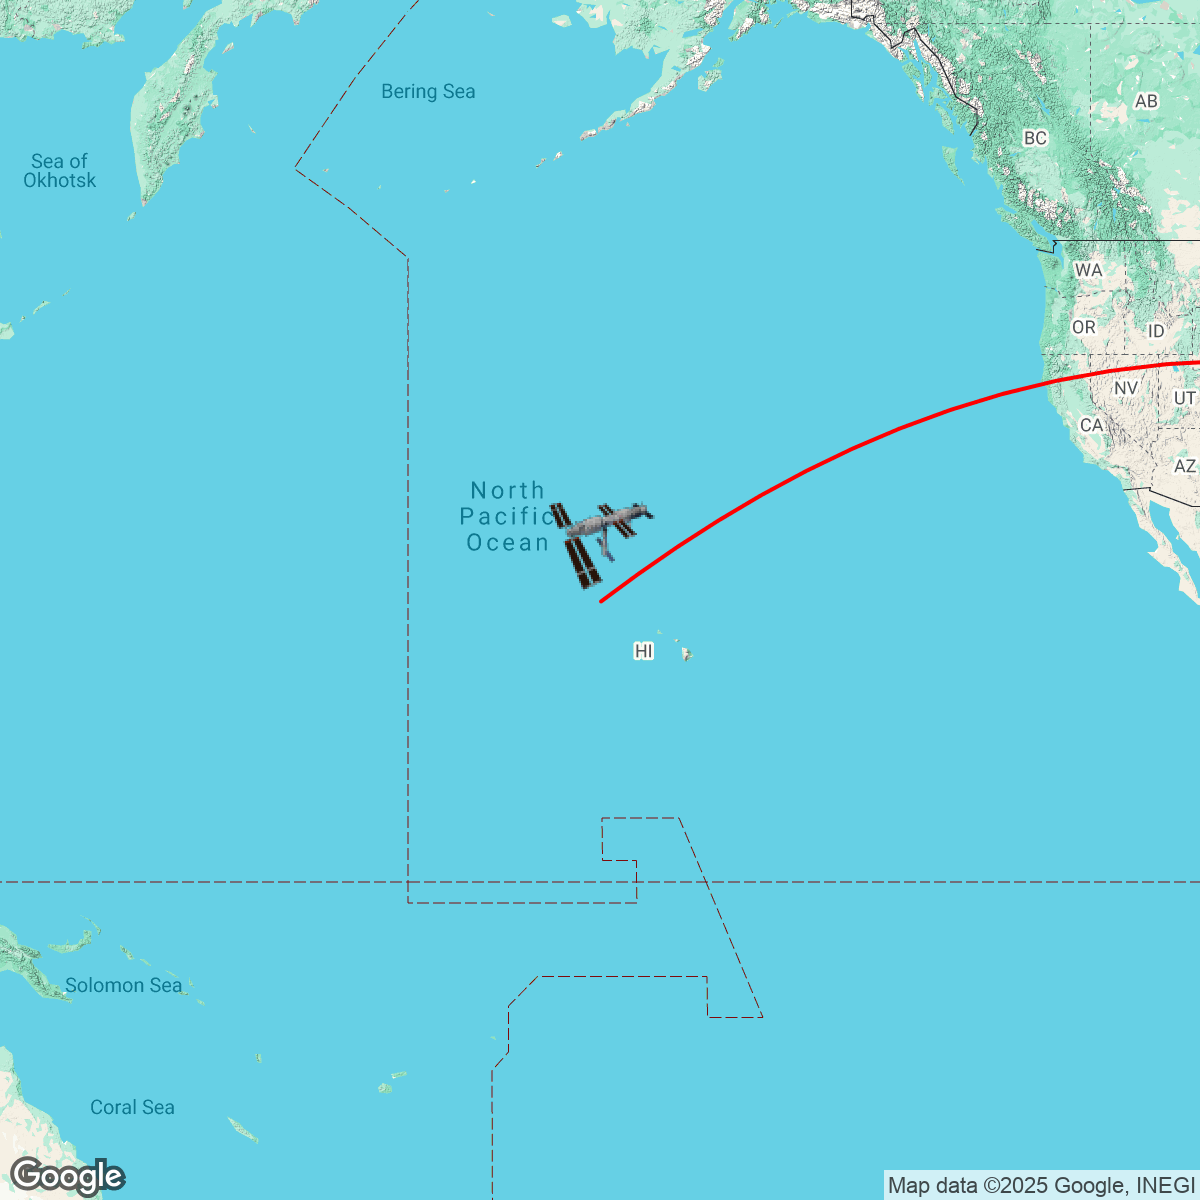 Bering Sea
AB
BC
Sea of
Okhotsk
WA
OR
ID
NV
UT
CA
AZ
North
Pacific
Ocean
HI
Solomon Sea
Coral Sea
Google
Map data ©2025 Google, INEGI